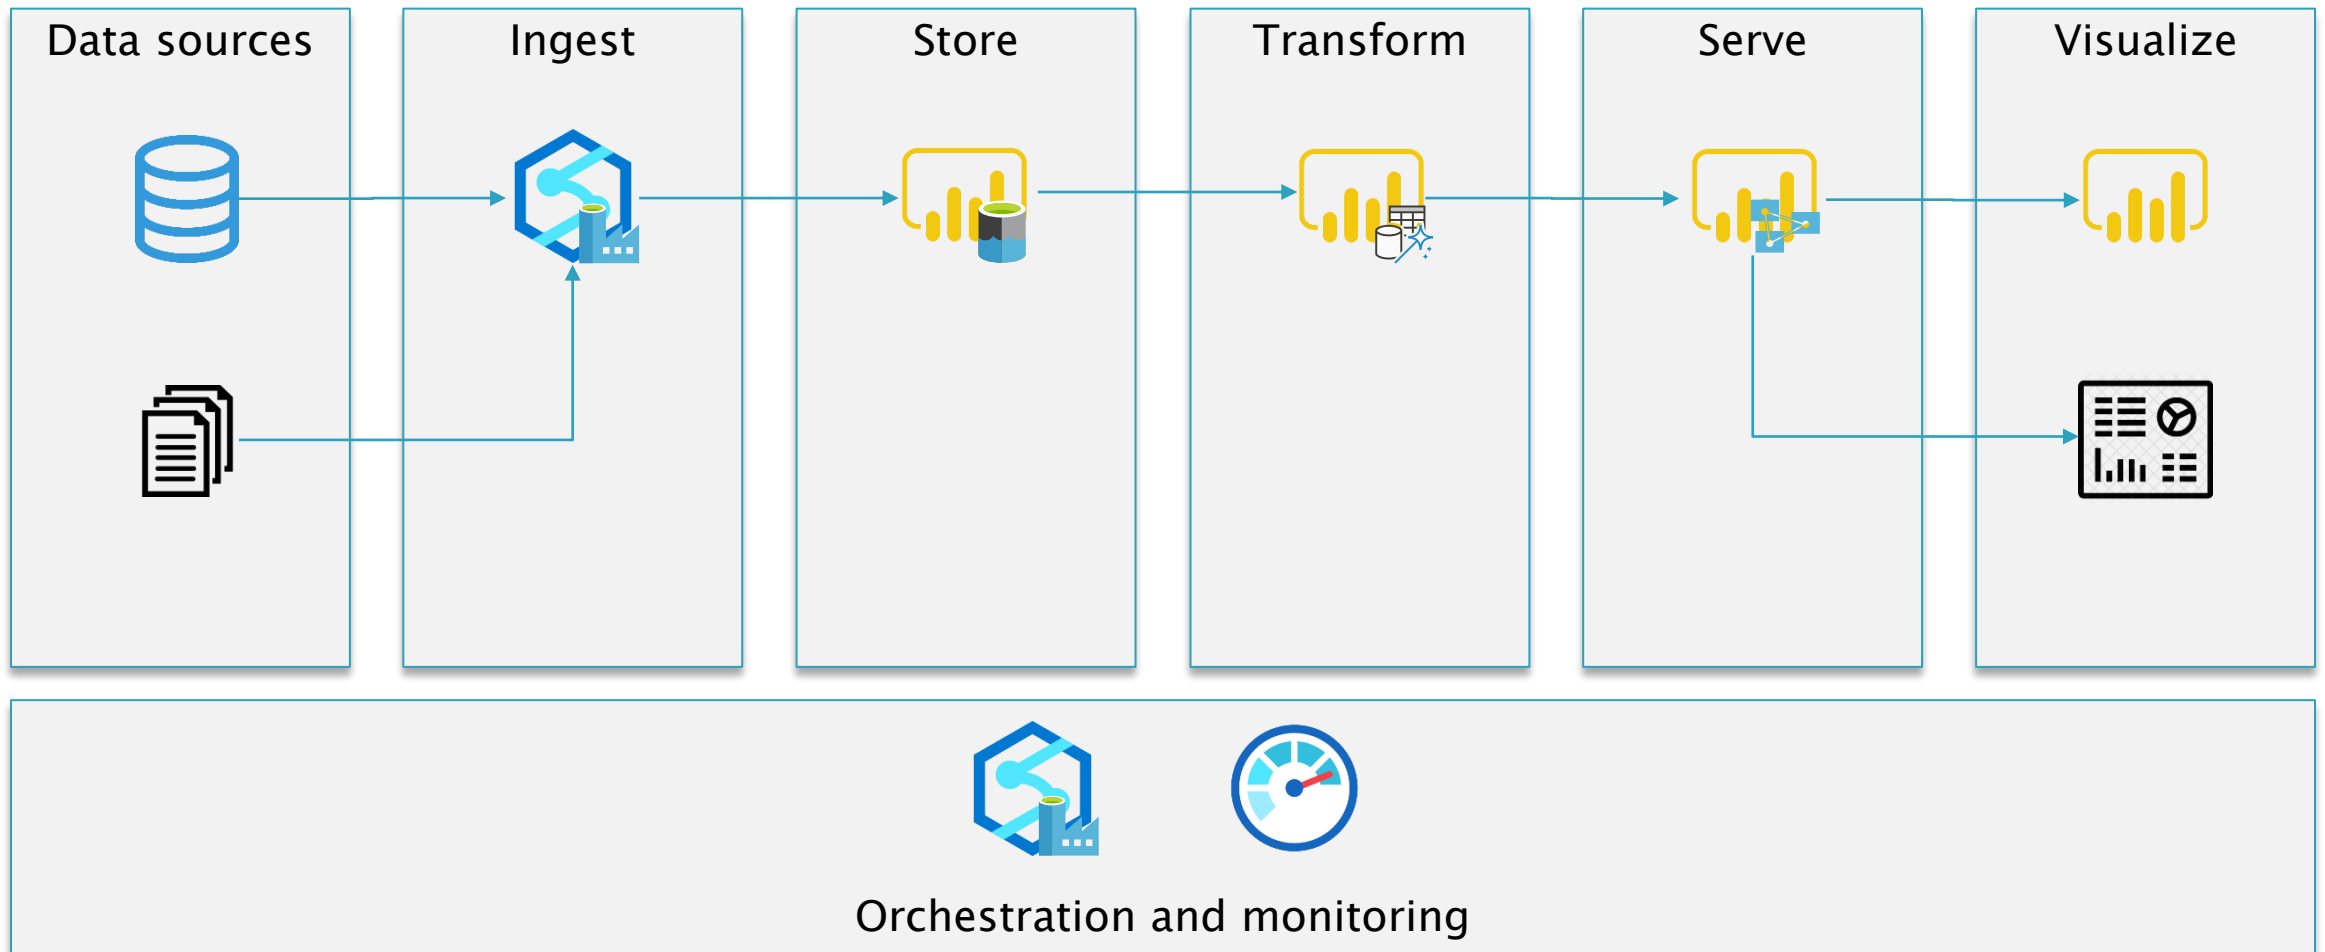 Data sources
Ingest
Store
Transform
Serve
Visualize
Orchestration and monitoring